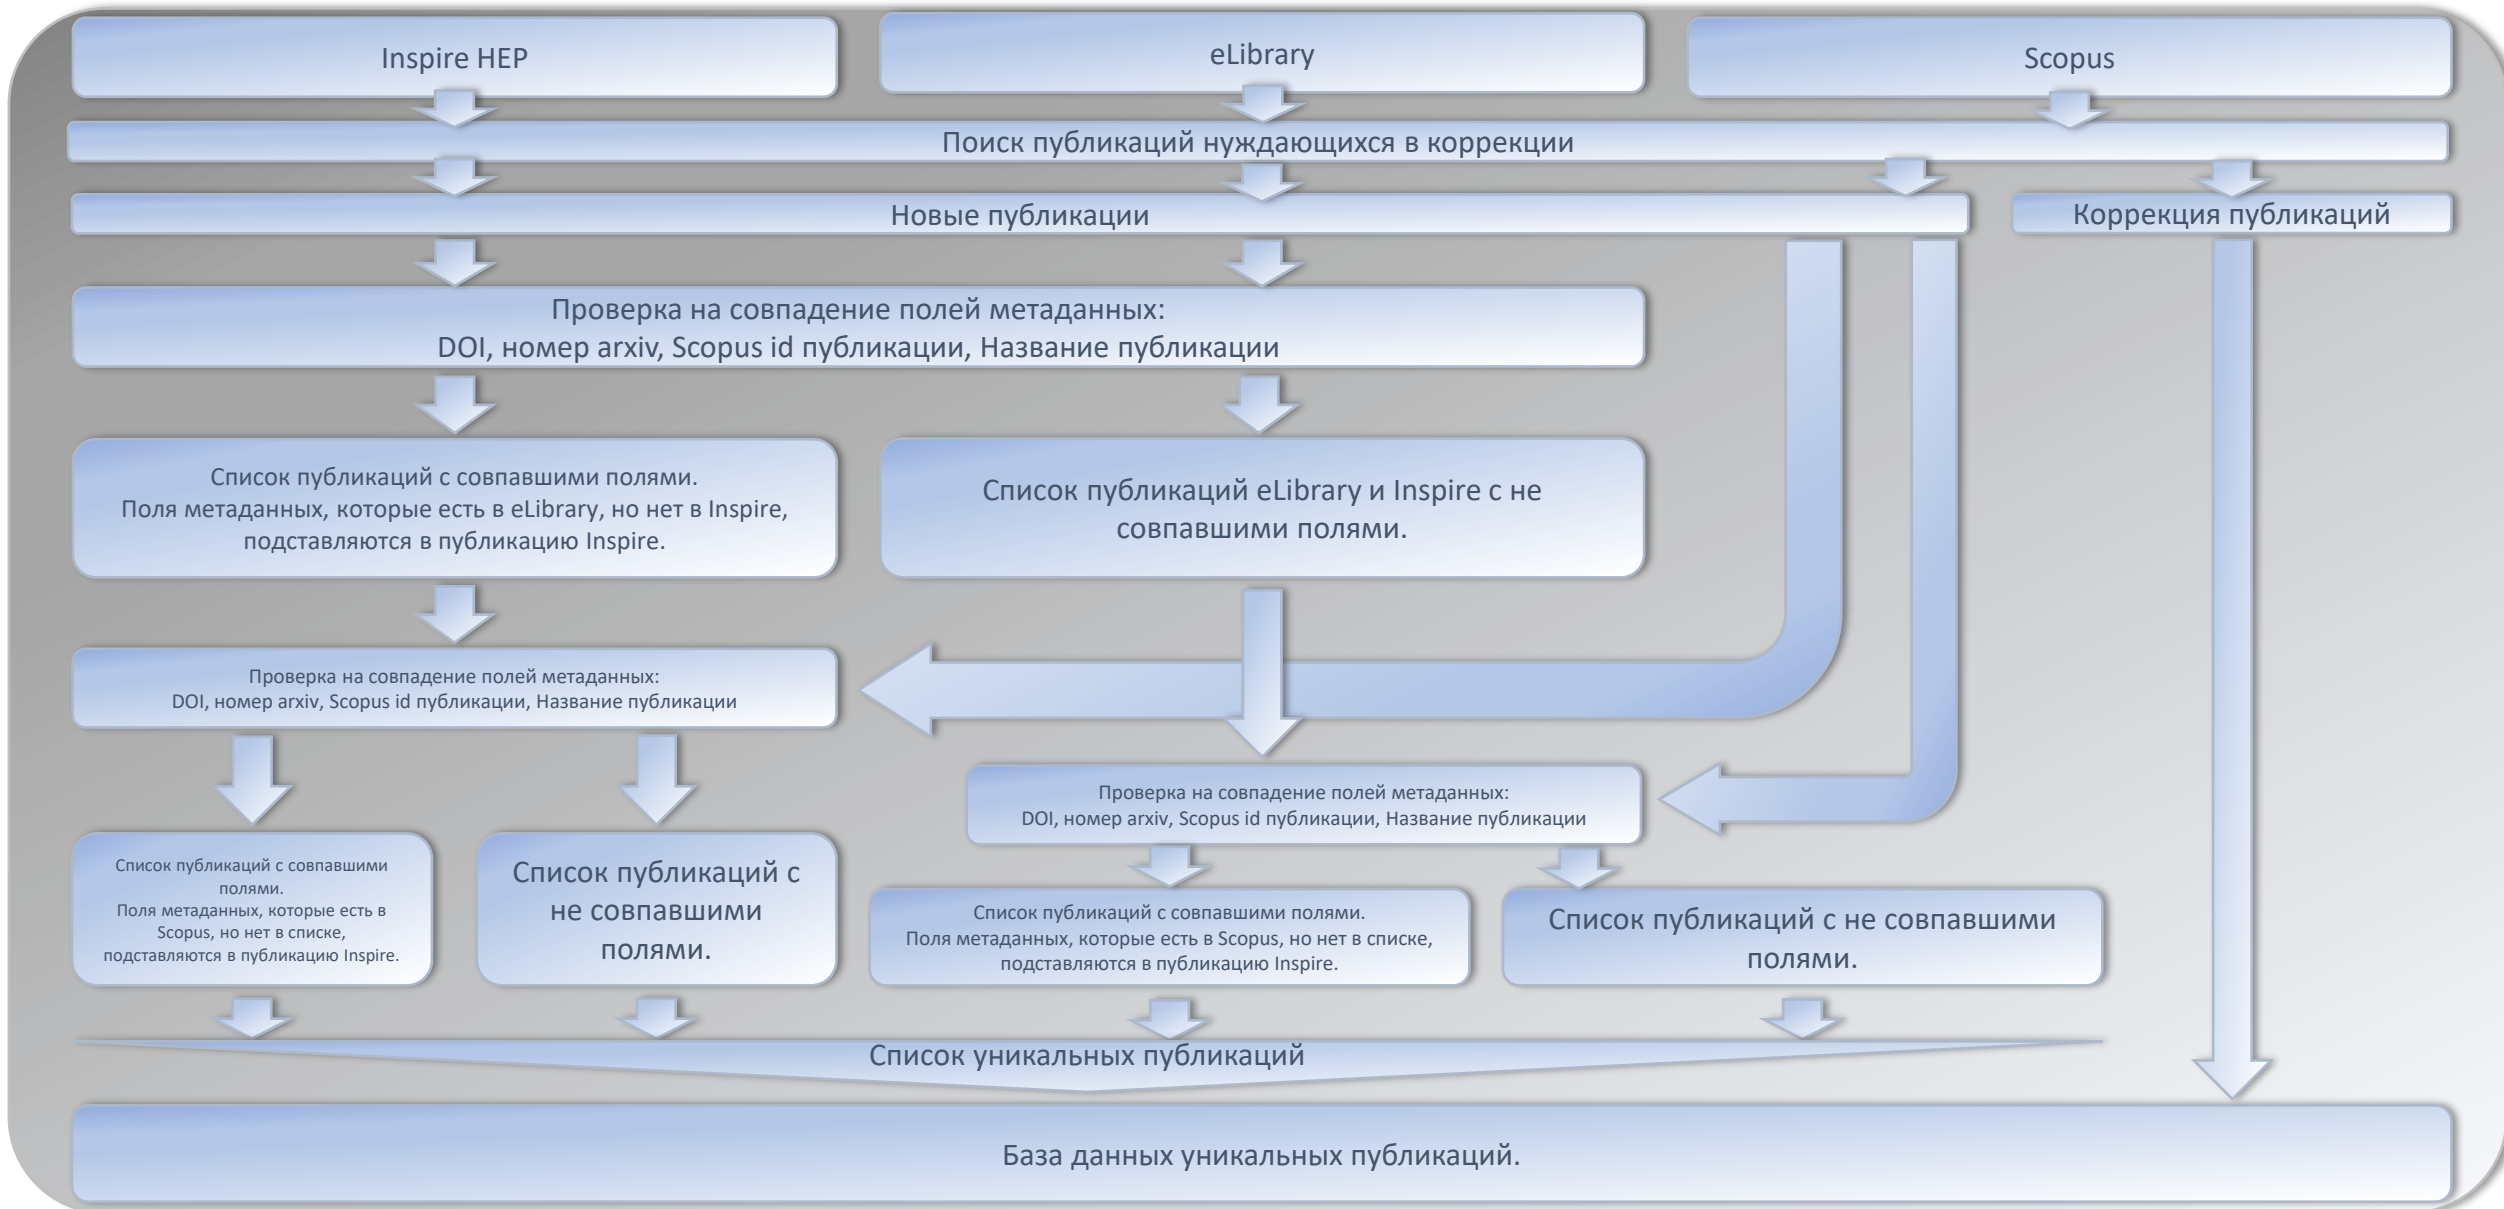 Inspire HEP
eLibrary
Scopus
Поиск публикаций нуждающихся в коррекции
Новые публикации
Коррекция публикаций
Проверка на совпадение полей метаданных:
DOI, номер arxiv, Scopus id публикации, Название публикации
Список публикаций с совпавшими полями.
Поля метаданных, которые есть в eLibrary, но нет в Inspire,
подставляются в публикацию Inspire.
Список публикаций eLibrary и Inspire с не
совпавшими полями.
Проверка на совпадение полей метаданных:
DOI, номер arxiv, Scopus id публикации, Название публикации
Проверка на совпадение полей метаданных:
DOI, номер arxiv, Scopus id публикации, Название публикации
Список публикаций с совпавшими
полями.
Поля метаданных, которые есть в
Scopus, но нет в списке,
подставляются в публикацию Inspire.
Список публикаций с
не совпавшими
полями.
Список публикаций с совпавшими полями.
Поля метаданных, которые есть в Scopus, но нет в списке,
подставляются в публикацию Inspire.
Список публикаций с не совпавшими
полями.
Список уникальных публикаций
База данных уникальных публикаций.